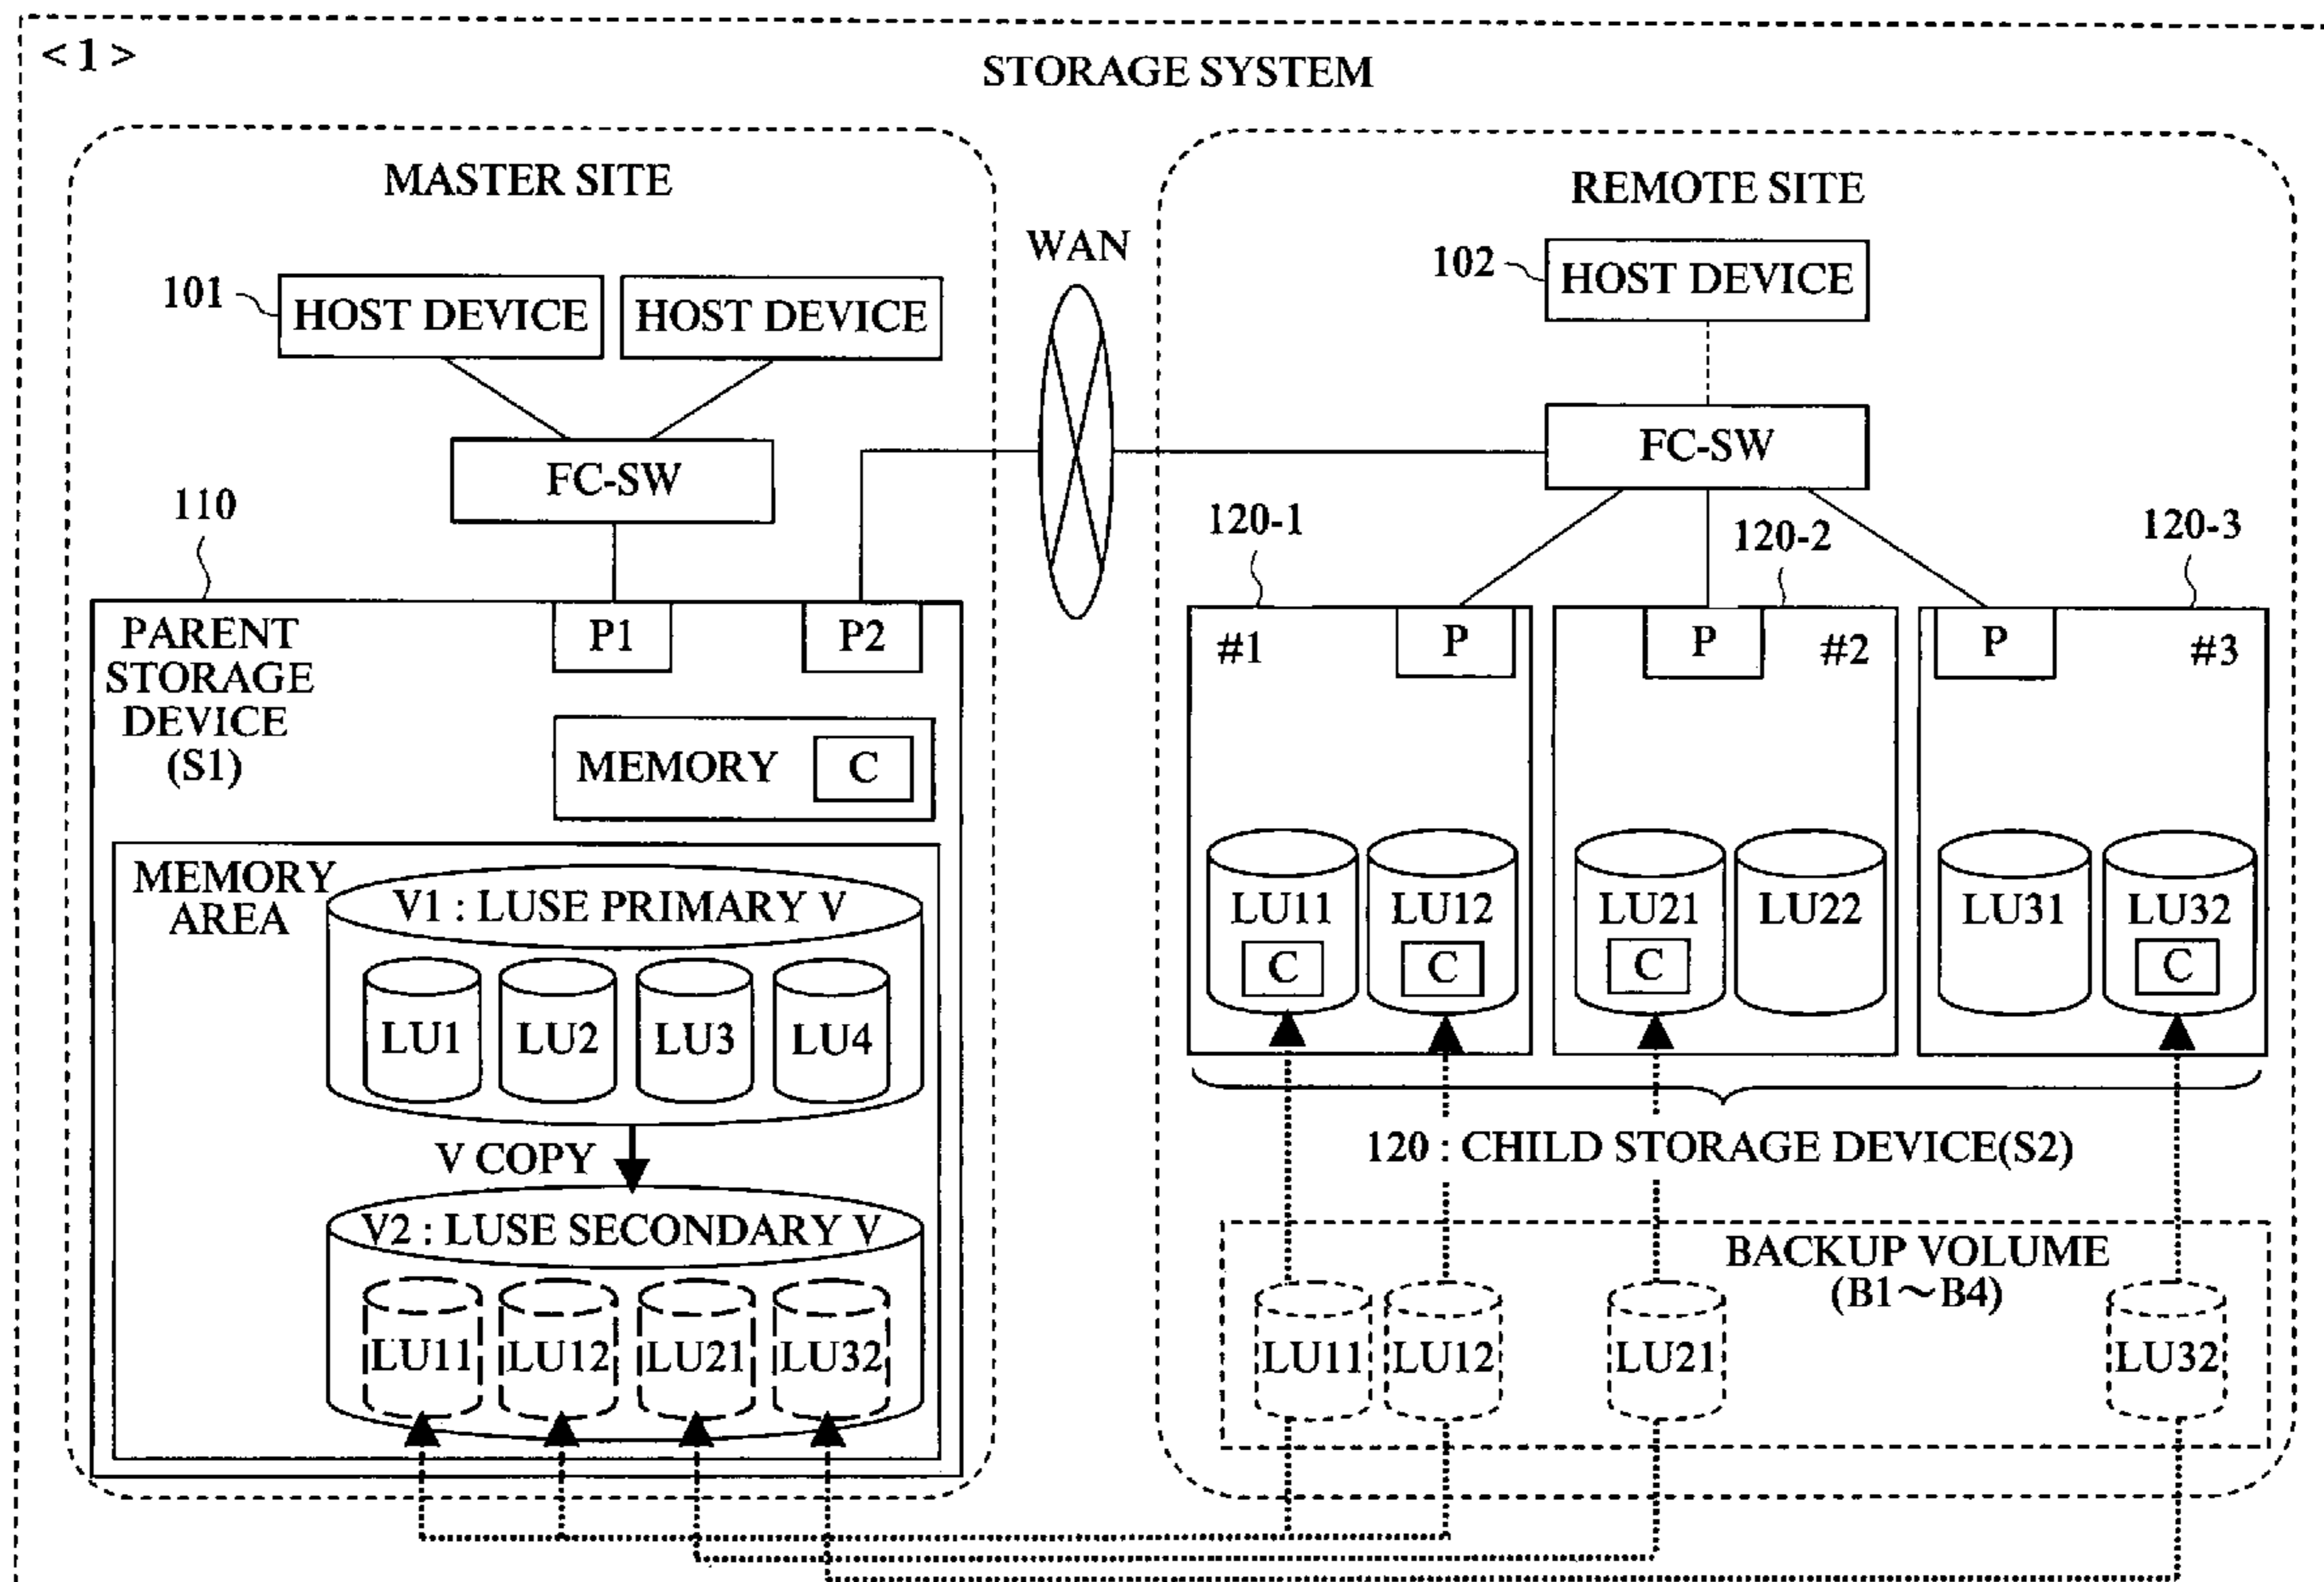 <1>
STORAGE SYSTEM
MASTER SITE
101
HOST DEVICE
HOST DEVICE
FC-SW
110
PARENT
STORAGE
DEVICE
(S1)
P1
P2
MEMORY
C
MEMORY
AREA
V1 : LUSE PRIMARY V
LU1
LU2
LU3
LU4
V COPY
V2 : LUSE SECONDARY V
LU11
LU12
LU21
LU32
WAN
REMOTE SITE
102
HOST DEVICE
FC-SW
120-1
120-2
120-3
#1
P
P
#2
P
#3
LU11
C
LU12
C
LU21
C
LU22
LU31
LU32
C
120 : CHILD STORAGE DEVICE(S2)
BACKUP VOLUME
(B1～B4)
LU11
LU12
LU21
LU32